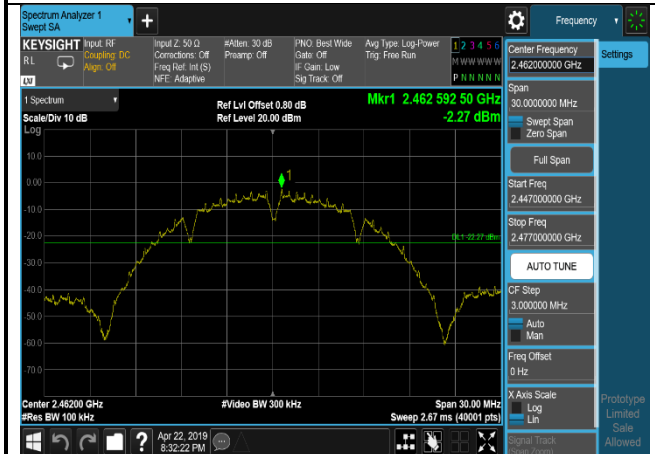 Spectrum Analyzer 1
Swept SA
Frequency
KEYSIGHT
RL
LXI
Input: RF
Coupling: DC
Align: Off
Input Z: 50 Ω
Corrections: Off
Freq Ref: Int (S)
NFE: Adaptive
#Atten: 30 dB
Preamp: Off
PNO: Best Wide
Gate: Off
IF Gain: Low
Sig Track: Off
Avg Type: Log-Power
Trig: Free Run
1 2 3 4 5 6
M W W W W W
P N N N N N
1 Spectrum
Scale/Div 10 dB
Log
Ref Lvl Offset 0.80 dB
Ref Level 20.00 dBm
Mkr1 2.462 592 50 GHz
-2.27 dBm
10.0
0.00
-10.0
-20.0
-30.0
-40.0
-50.0
-60.0
-70.0
1
DL1 -22.27 dBm
Center 2.46200 GHz
#Res BW 100 kHz
#Video BW 300 kHz
Span 30.00 MHz
Sweep 2.67 ms (40001 pts)
Apr 22, 2019
8:32:22 PM
?
Center Frequency
2.462000000 GHz
Settings
Span
30.0000000 MHz
Swept Span
Zero Span
Full Span
Start Freq
2.447000000 GHz
Stop Freq
2.477000000 GHz
AUTO TUNE
CF Step
3.000000 MHz
Auto
Man
Freq Offset
0 Hz
X Axis Scale
Log
Lin
Signal Track
(Span Zoom)
Prototype
Limited
Sale
Allowed